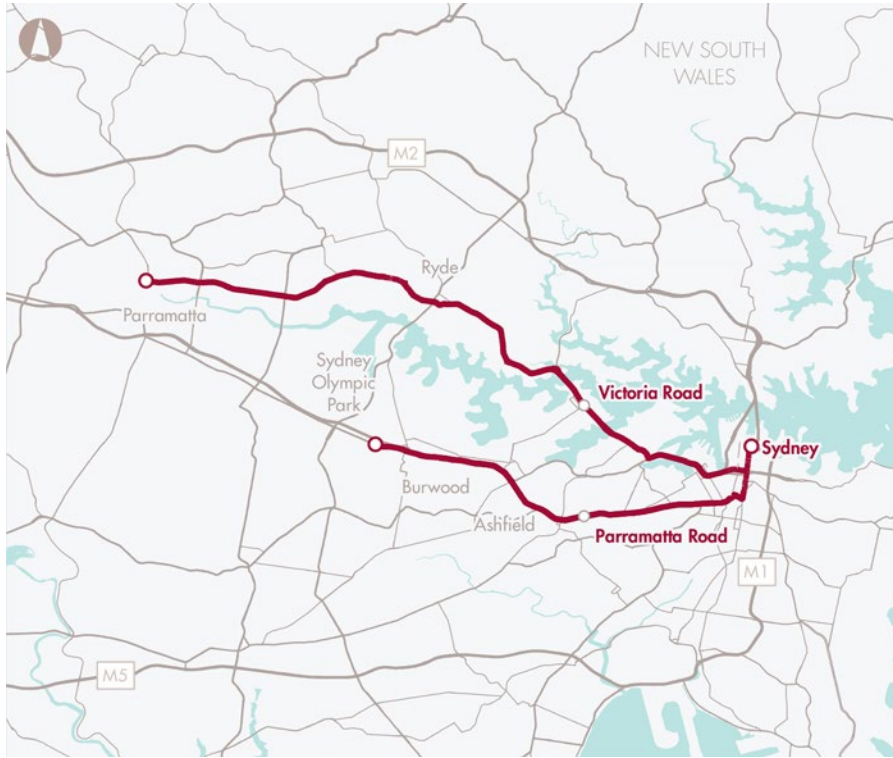 NEW SOUTH
WALES
M2
Ryde
Parramatta
Sydney
Olympic
Park
Victoria Road
Sydney
Burwood
Ashfield
Parramatta Road
M1
M5